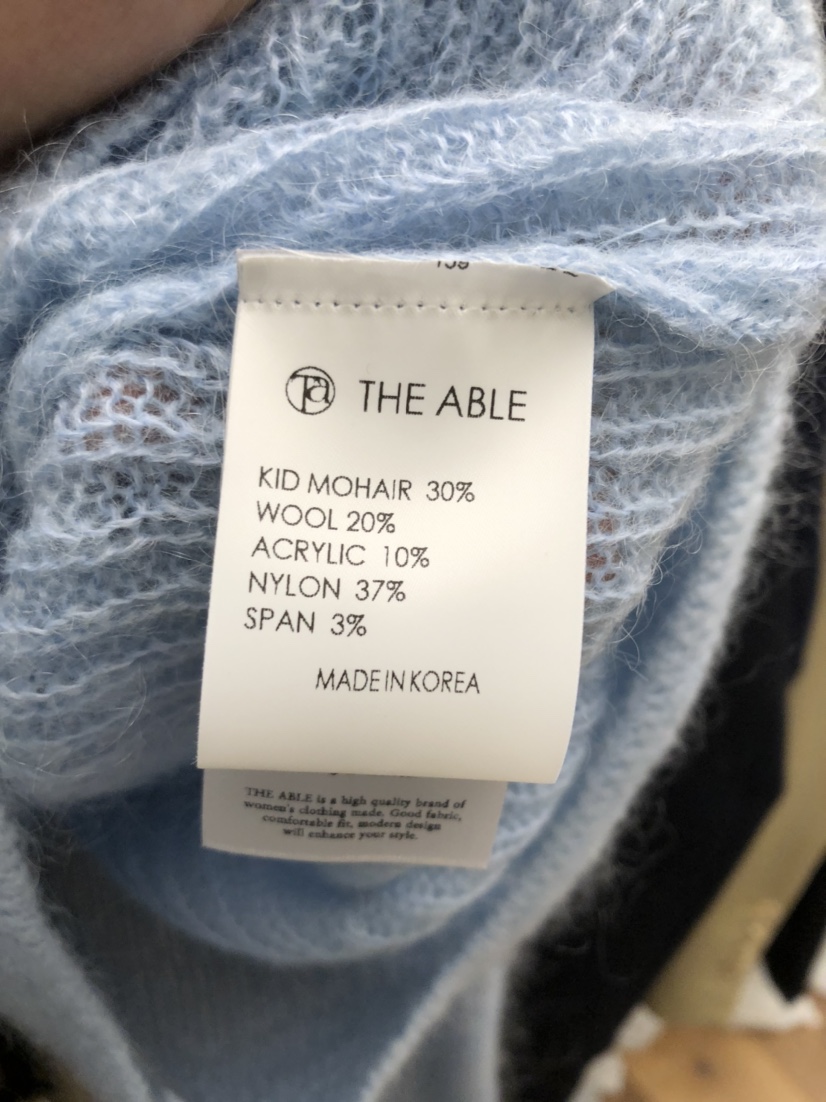 Ta THE ABLE
KID MOHAIR 30%
WOOL 20%
ACRYLIC 10%
NYLON 37%
SPAN 3%
MADE IN KOREA
THE ABLE is a high quality brand of
women's clothing made. Good fabric,
comfortable fit, modern design
will enhance your style.